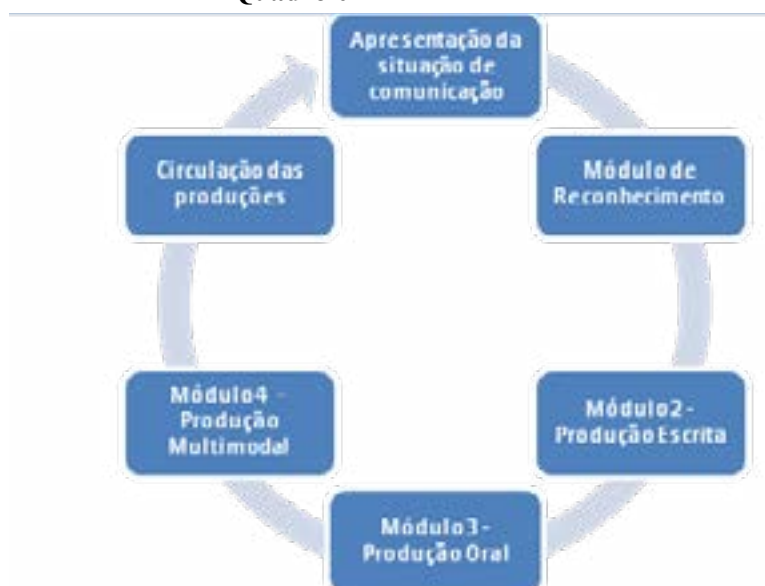 Apresentação da
situação de
comunicação
Módulo de
Reconhecimento
Módulo 2 -
Produção Escrita
Módulo 3 -
Produção Oral
Módulo 4 -
Produção
Multimodal
Circulação das
produções